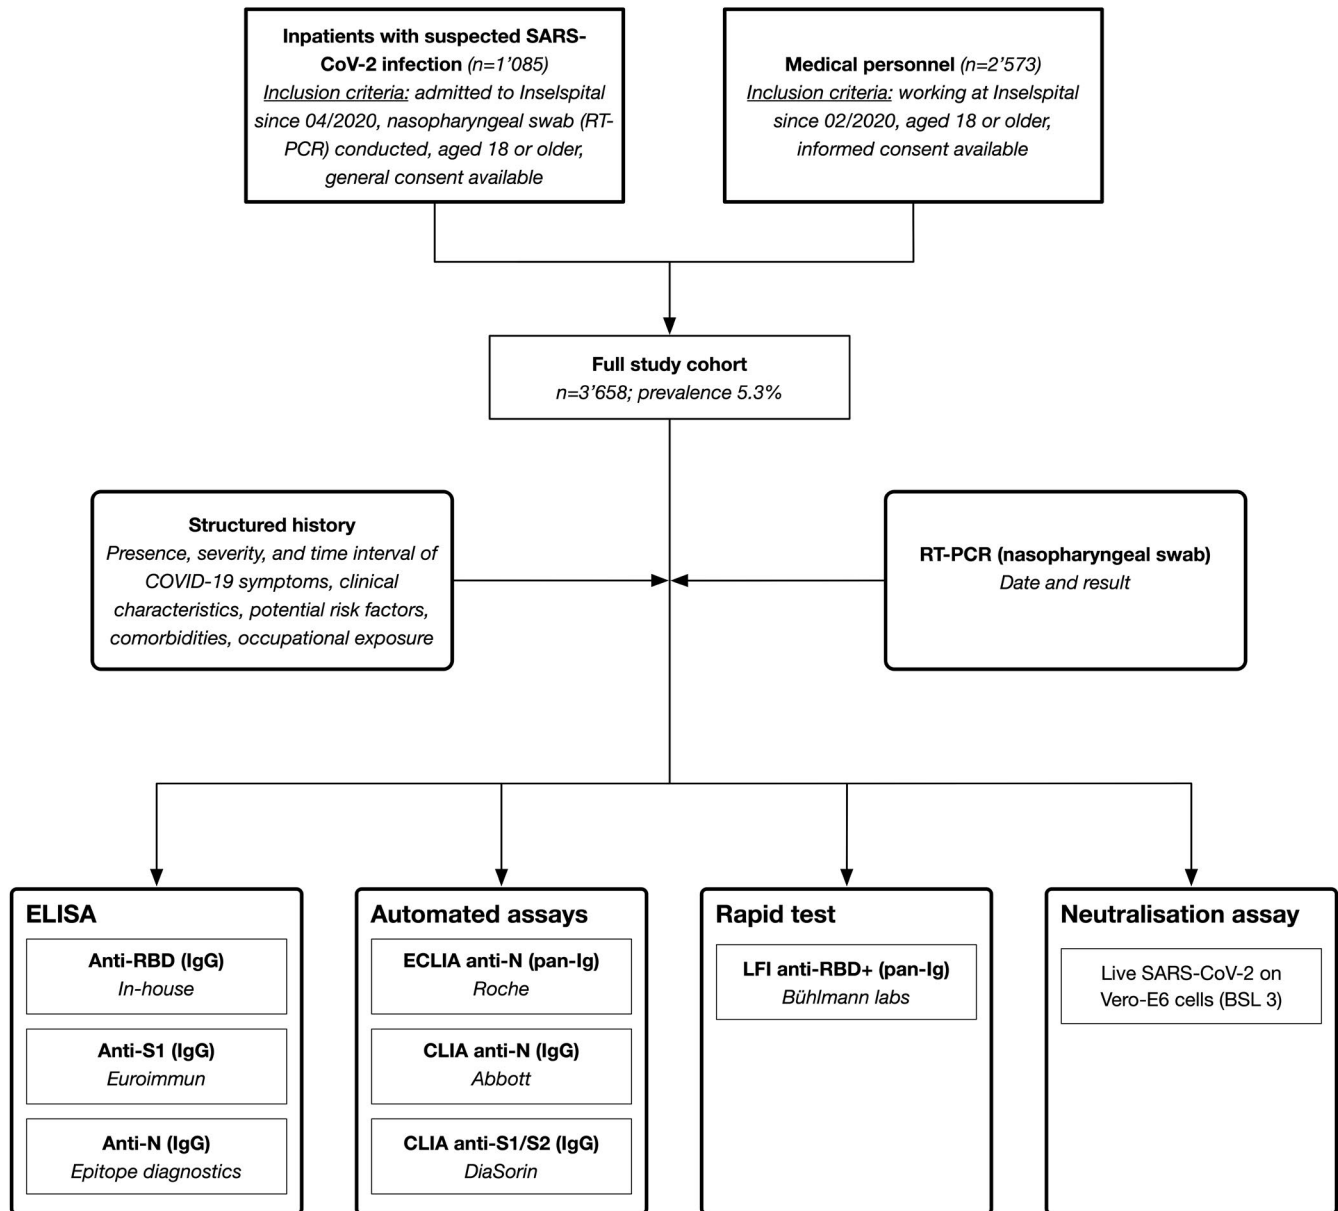 Inpatients with suspected SARS-
CoV-2 infection (n=1’085)
Inclusion criteria: admitted to Inselspital
since 04/2020, nasopharyngeal swab (RT-
PCR) conducted, aged 18 or older,
general consent available
Medical personnel (n=2’573)
Inclusion criteria: working at Inselspital
since 02/2020, aged 18 or older,
informed consent available
Full study cohort
n=3’658; prevalence 5.3%
Structured history
Presence, severity, and time interval of
COVID-19 symptoms, clinical
characteristics, potential risk factors,
comorbidities, occupational exposure
RT-PCR (nasopharyngeal swab)
Date and result
ELISA
Anti-RBD (IgG)
In-house
Anti-S1 (IgG)
Euroimmun
Anti-N (IgG)
Epitope diagnostics
Automated assays
ECLIA anti-N (pan-Ig)
Roche
CLIA anti-N (IgG)
Abbott
CLIA anti-S1/S2 (IgG)
DiaSorin
Rapid test
LFI anti-RBD+ (pan-Ig)
Bühlmann labs
Neutralisation assay
Live SARS-CoV-2 on
Vero-E6 cells (BSL 3)